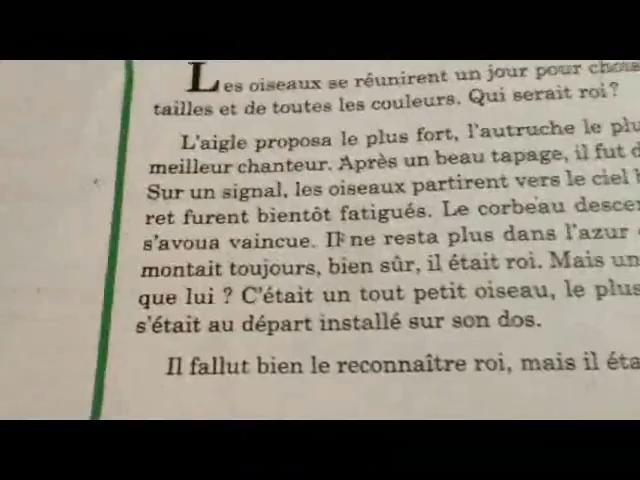 Les oiseaux se réunirent un jour pour
tailles et de toutes les couleurs. Qui serait roi?
L'aigle proposa le plus fort, l'autruche le
meilleur chanteur. Après un beau tapage, il fut
Sur un signal, les oiseaux partirent vers le ciel
ret furent bientôt fatigués. Le corbeau
s'avoua vaincue. Il ne resta plus dans l'azur
montait toujours, bien sûr, il était roi. Mais un
que lui ? C'était un tout petit oiseau, le plus
s'était au départ installé sur son dos.
Il fallut bien le reconnaître roi, mais il